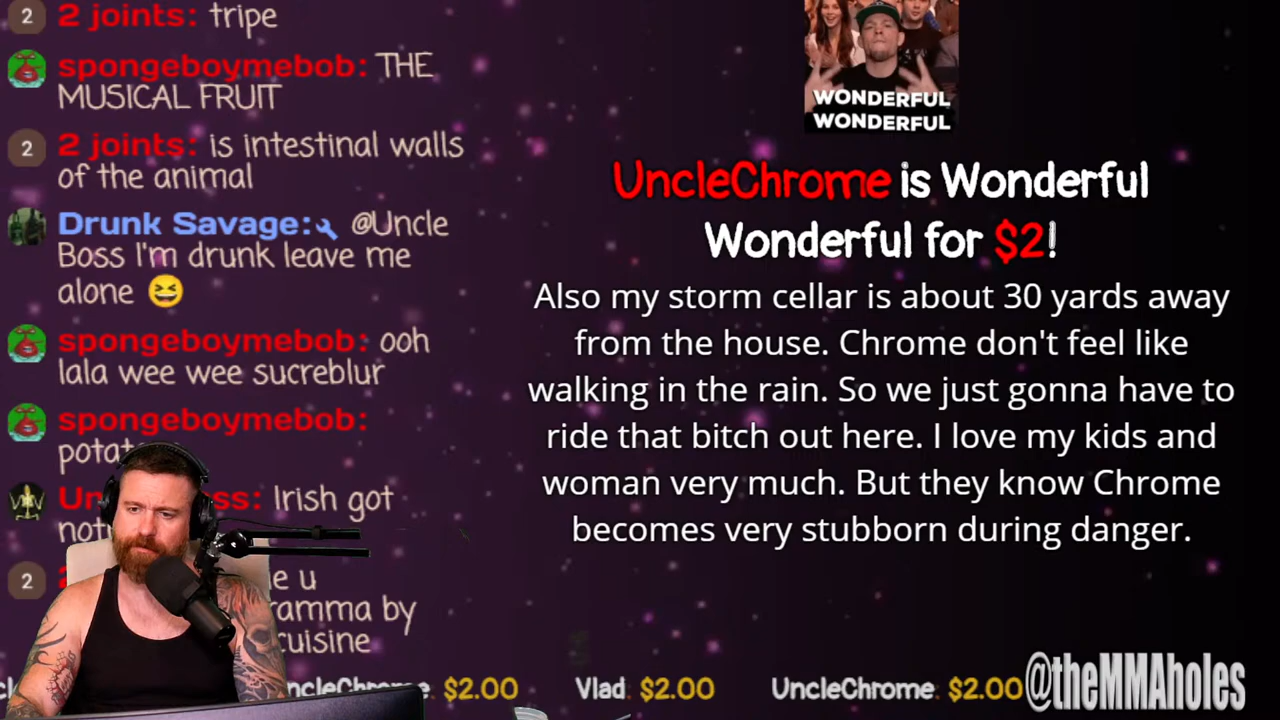 2 joints: tripe
spongeboymebob: THE
MUSICAL FRUIT
2
2 joints: is intestinal walls
of the animal
Drunk Savage: @Uncle
Boss I'm drunk leave me
alone 😆
spongeboymebob: ooh
lala wee wee sucreblur
spongeboymebob:
Irish got
2
e u
ramma by
cuisine
WONDERFUL
WONDERFUL
UncleChrome is Wonderful
Wonderful for $2!
Also my storm cellar is about 30 yards away
from the house. Chrome don't feel like
walking in the rain. So we just gonna have to
ride that bitch out here. I love my kids and
woman very much. But they know Chrome
becomes very stubborn during danger.
$2.00 Vlad $2.00 UncleChrome $2.00
@theMMAholes